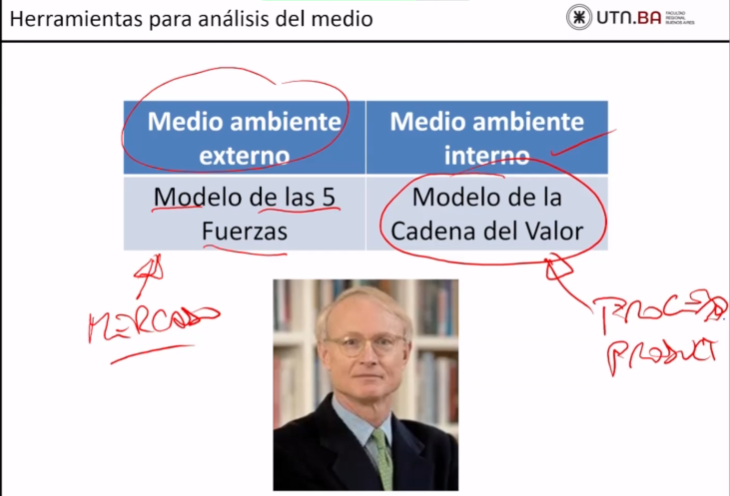 Herramientas para análisis del medio
UTN.BA
FACULTAD
REGIONAL
BUENOS AIRES
Medio ambiente
externo
Medio ambiente
interno
Modelo de las 5
Fuerzas
Modelo de la
Cadena del Valor
MERCADO
PROCESO
PRODUCT